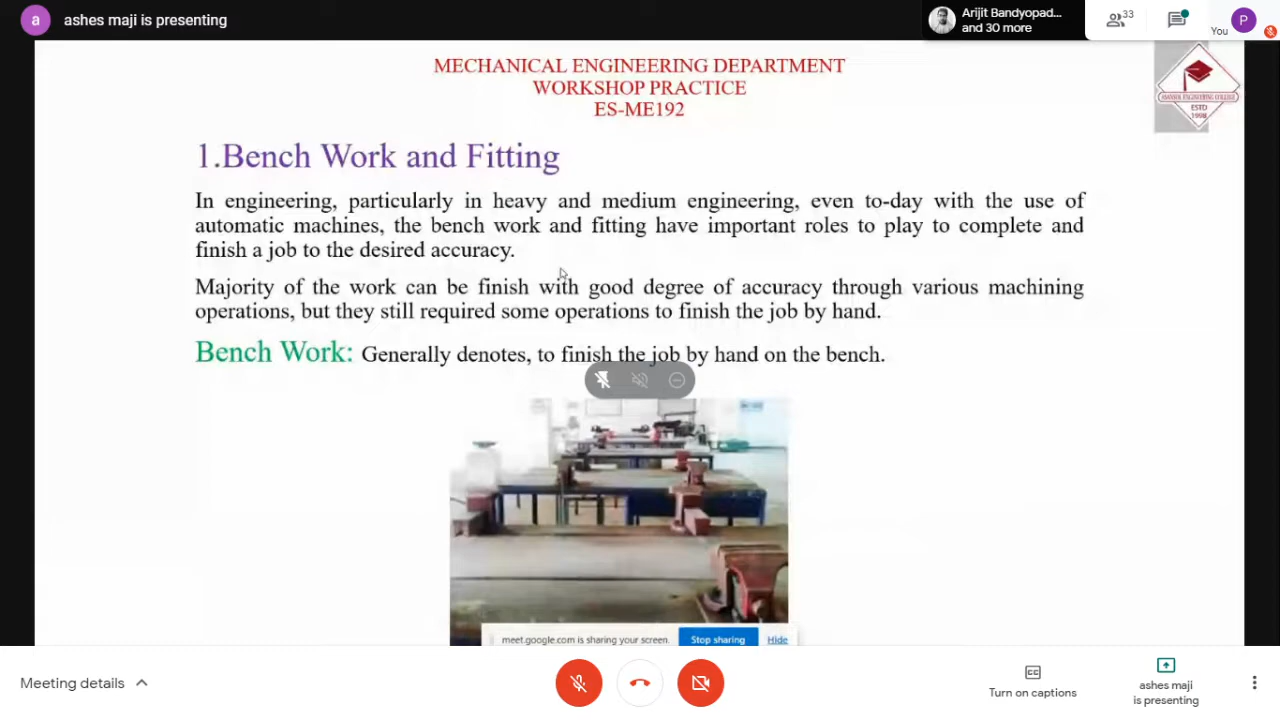 a ashes maji is presenting
Arijit Bandyopad...
and 30 more
33
You
P
MECHANICAL ENGINEERING DEPARTMENT
WORKSHOP PRACTICE
ES-ME192
ASANSOL ENGINEERING COLLEGE
ESTD
1998
1.Bench Work and Fitting
In engineering, particularly in heavy and medium engineering, even to-day with the use of
automatic machines, the bench work and fitting have important roles to play to complete and
finish a job to the desired accuracy.
Majority of the work can be finish with good degree of accuracy through various machining
operations, but they still required some operations to finish the job by hand.
Bench Work: Generally denotes, to finish the job by hand on the bench.
meet.google.com is sharing your screen. Stop sharing Hide
Meeting details
CC
Turn on captions
ashes maji
is presenting